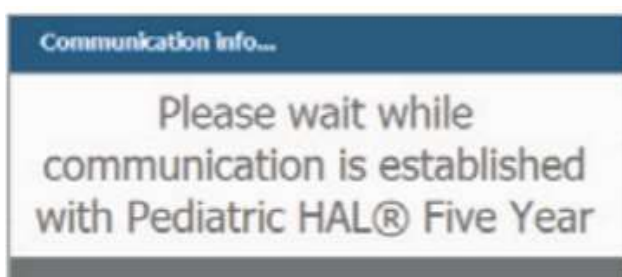 Communication info...
Please wait while
communication is established
with Pediatric HAL® Five Year